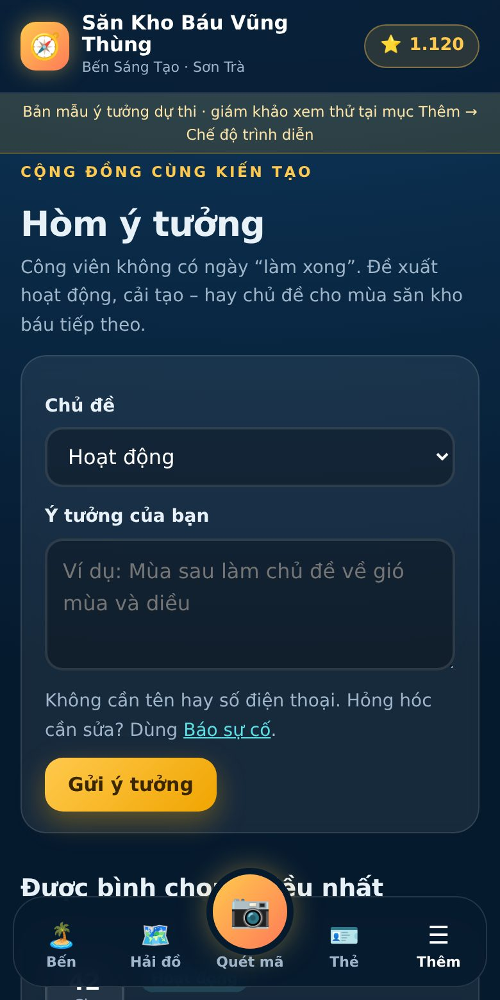 Săn Kho Báu Vũng
Thùng
Bến Sáng Tạo · Sơn Trà
1.120
Bản mẫu ý tưởng dự thi · giám khảo xem thử tại mục Thêm →
Chế độ trình diễn
CỘNG ĐỒNG CÙNG KIẾN TẠO
Hòm ý tưởng
Công viên không có ngày “làm xong”. Đề xuất
hoạt động, cải tạo – hay chủ đề cho mùa săn kho
báu tiếp theo.
Chủ đề
Hoạt động
Ý tưởng của bạn
Ví dụ: Mùa sau làm chủ đề về gió
mùa và diều
Không cần tên hay số điện thoại. Hỏng hóc
cần sửa? Dùng Báo sự cố.
Gửi ý tưởng
Được bình chọn nhiều nhất
Bến
Hải đồ
Quét mã
Thẻ
Thêm
42
Hoạt động